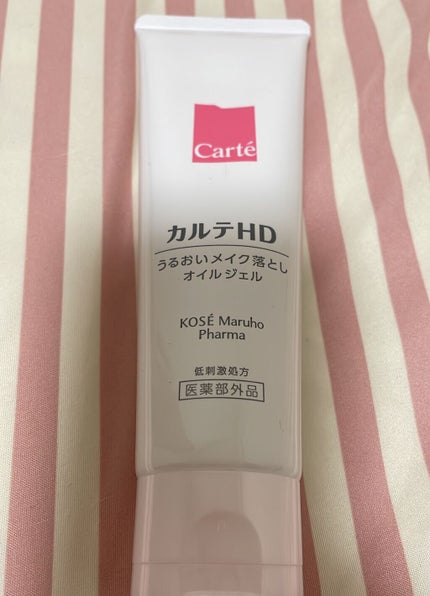 Carté
カルテHD
うるおいメイク落とし
オイルジェル
KOSÉ Maruho
Pharma
低刺激処方
医薬部外品